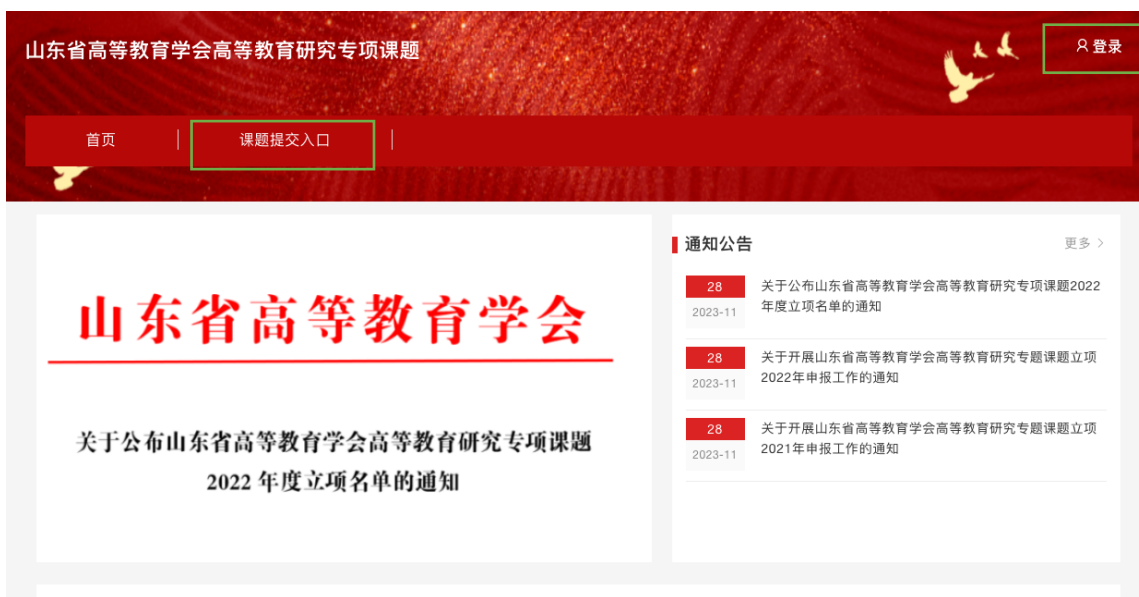 山东省高等教育学会高等教育研究专项课题
登录
首页
课题提交入口
山东省高等教育学会
关于公布山东省高等教育学会高等教育研究专项课题
2022 年度立项名单的通知
通知公告
更多
28
2023-11
关于公布山东省高等教育学会高等教育研究专项课题2022
年度立项名单的通知
28
2023-11
关于开展山东省高等教育学会高等教育研究专题课题立项
2022年申报工作的通知
28
2023-11
关于开展山东省高等教育学会高等教育研究专题课题立项
2021年申报工作的通知